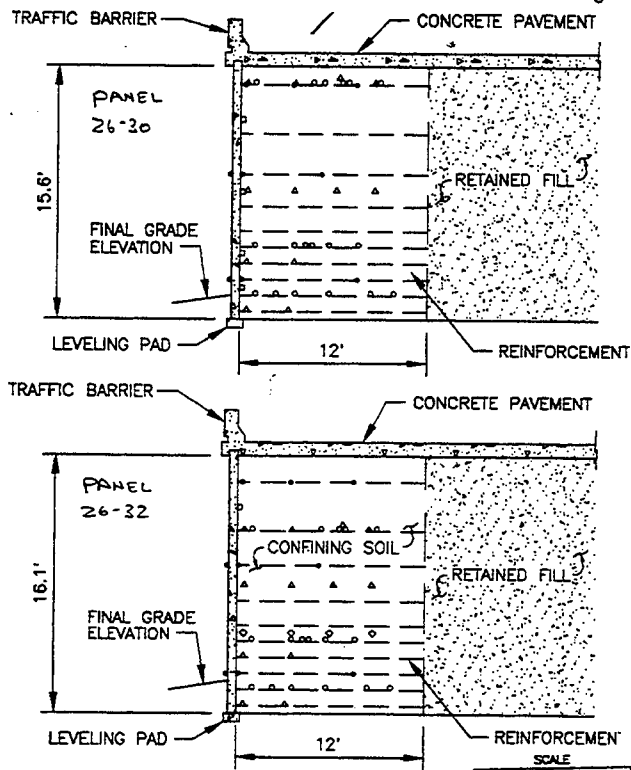 TRAFFIC BARRIER
CONCRETE PAVEMENT
PANEL
26-30
15.6'
RETAINED FILL
FINAL GRADE
ELEVATION
LEVELING PAD
12'
REINFORCEMENT
TRAFFIC BARRIER
CONCRETE PAVEMENT
PANEL
26-32
16.1'
CONFINING SOIL
RETAINED FILL
FINAL GRADE
ELEVATION
LEVELING PAD
12'
REINFORCEMEN
SCALE